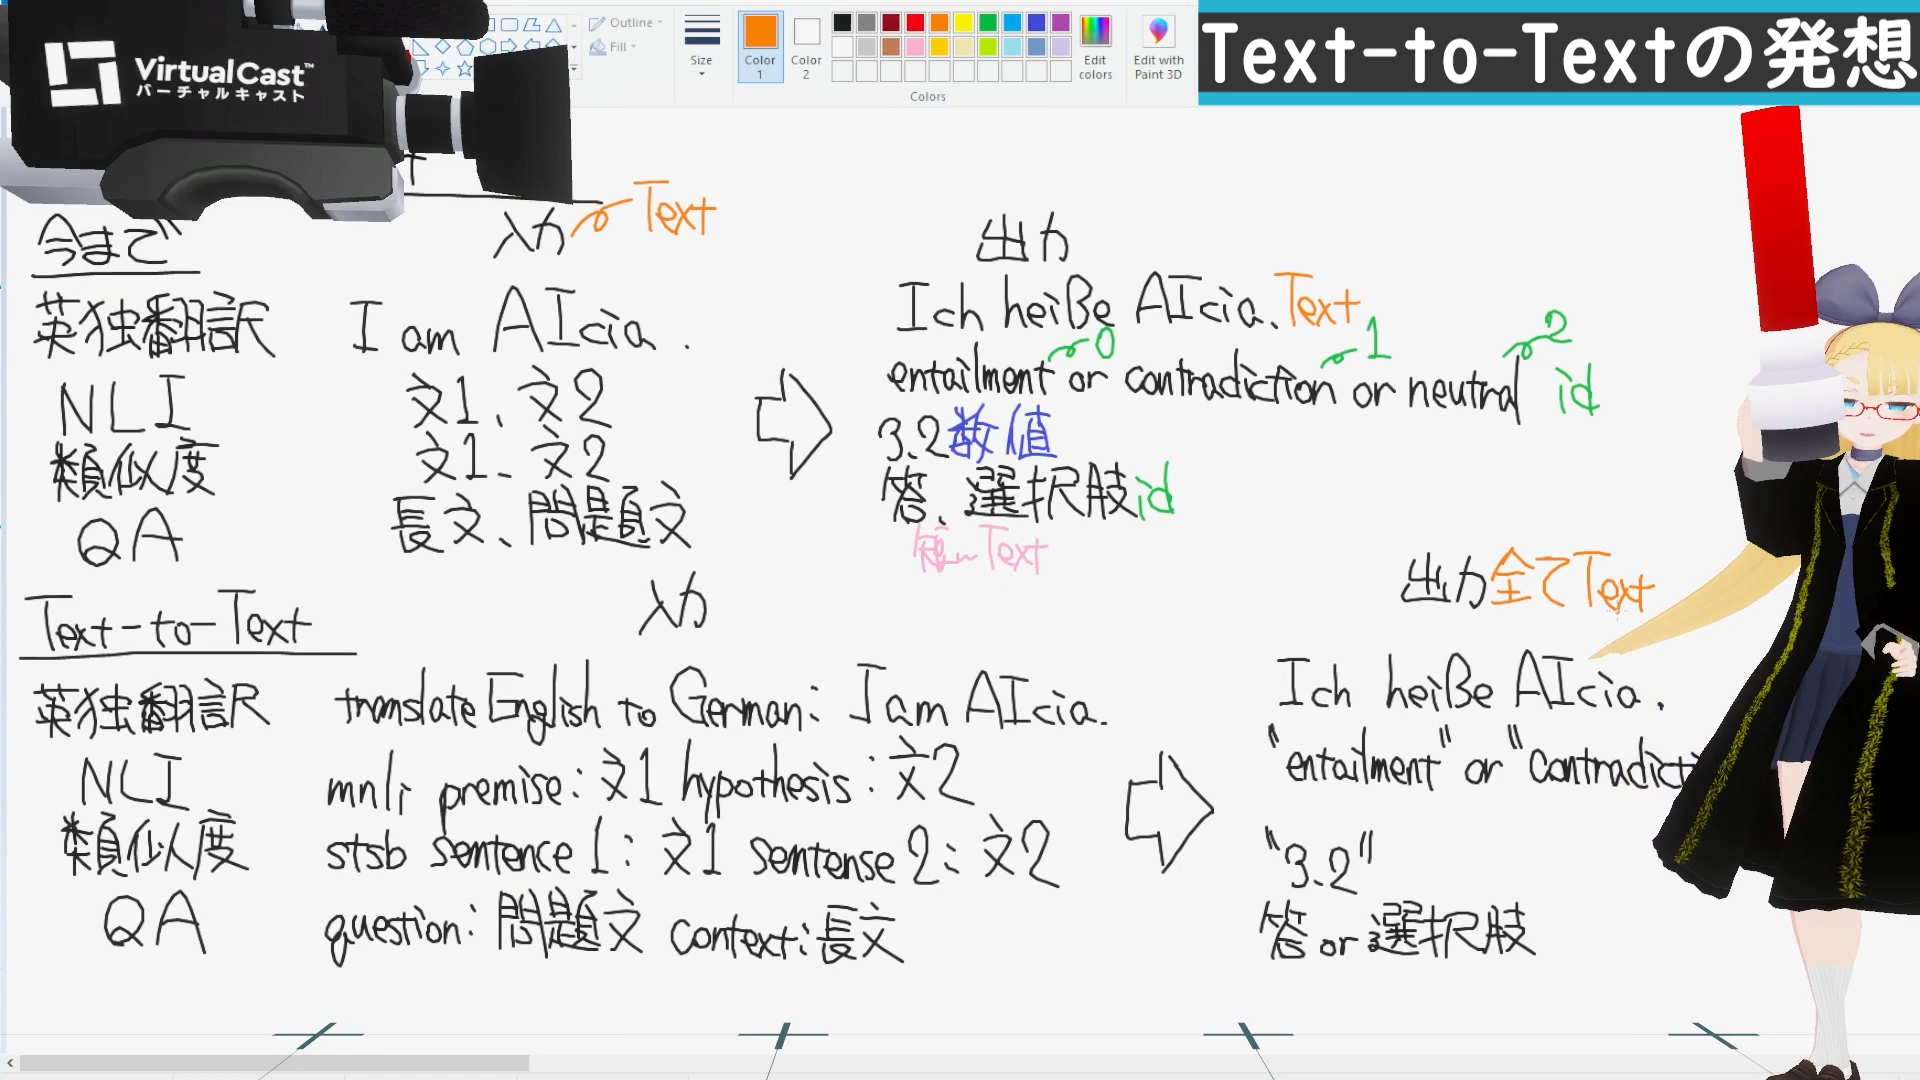 VirtualCast™
バーチャルキャスト
Outline
Fill
Size
Color 1
Color 2
Edit colors
Edit with Paint 3D
Colors
Text-to-Textの発想
今まで 入力 Text 出力
英独翻訳 I am AIcia. Ich heiße AIcia. Text
NLI 文1、文2 entailment 0 or contradiction 1 or neutral 2 id
類似度 文1、文2 3.2 数値
QA 長文、問題文 答、選択肢 id
短 Text
Text-to-Text 入力 出力 全てText
英独翻訳 translate English to German: I am AIcia. Ich heiße AIcia.
NLI mnli premise: 文1 hypothesis: 文2 "entailment" or "contradicti
類似度 stsb sentence 1: 文1 sentense 2: 文2 "3.2"
QA question: 問題文 context: 長文 答 or 選択肢